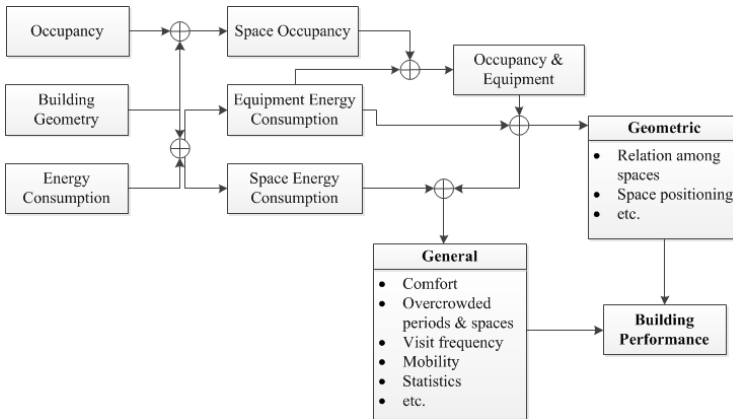 Occupancy
Space Occupancy
Occupancy &
Equipment
Building
Geometry
Equipment Energy
Consumption
Geometric
• Relation among
spaces
• Space positioning
• etc.
Energy
Consumption
Space Energy
Consumption
General
• Comfort
• Overcrowded
periods & spaces
• Visit frequency
• Mobility
• Statistics
• etc.
Building
Performance